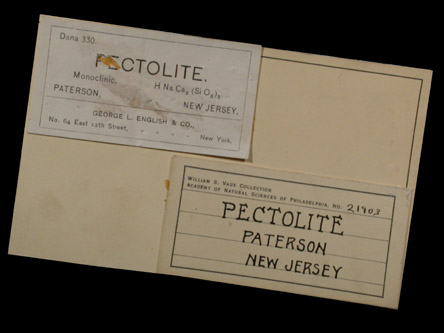 Dana 330.
PECTOLITE.
Monoclinic. H Na Ca₂ (Si O₃)₃
PATERSON, NEW JERSEY.
GEORGE L. ENGLISH & CO.,
No. 64 East 12th Street, . . . . New York.
WILLIAM S. VAUX COLLECTION
ACADEMY OF NATURAL SCIENCES OF PHILADELPHIA, NO. 21908
PECTOLITE
PATERSON
NEW JERSEY